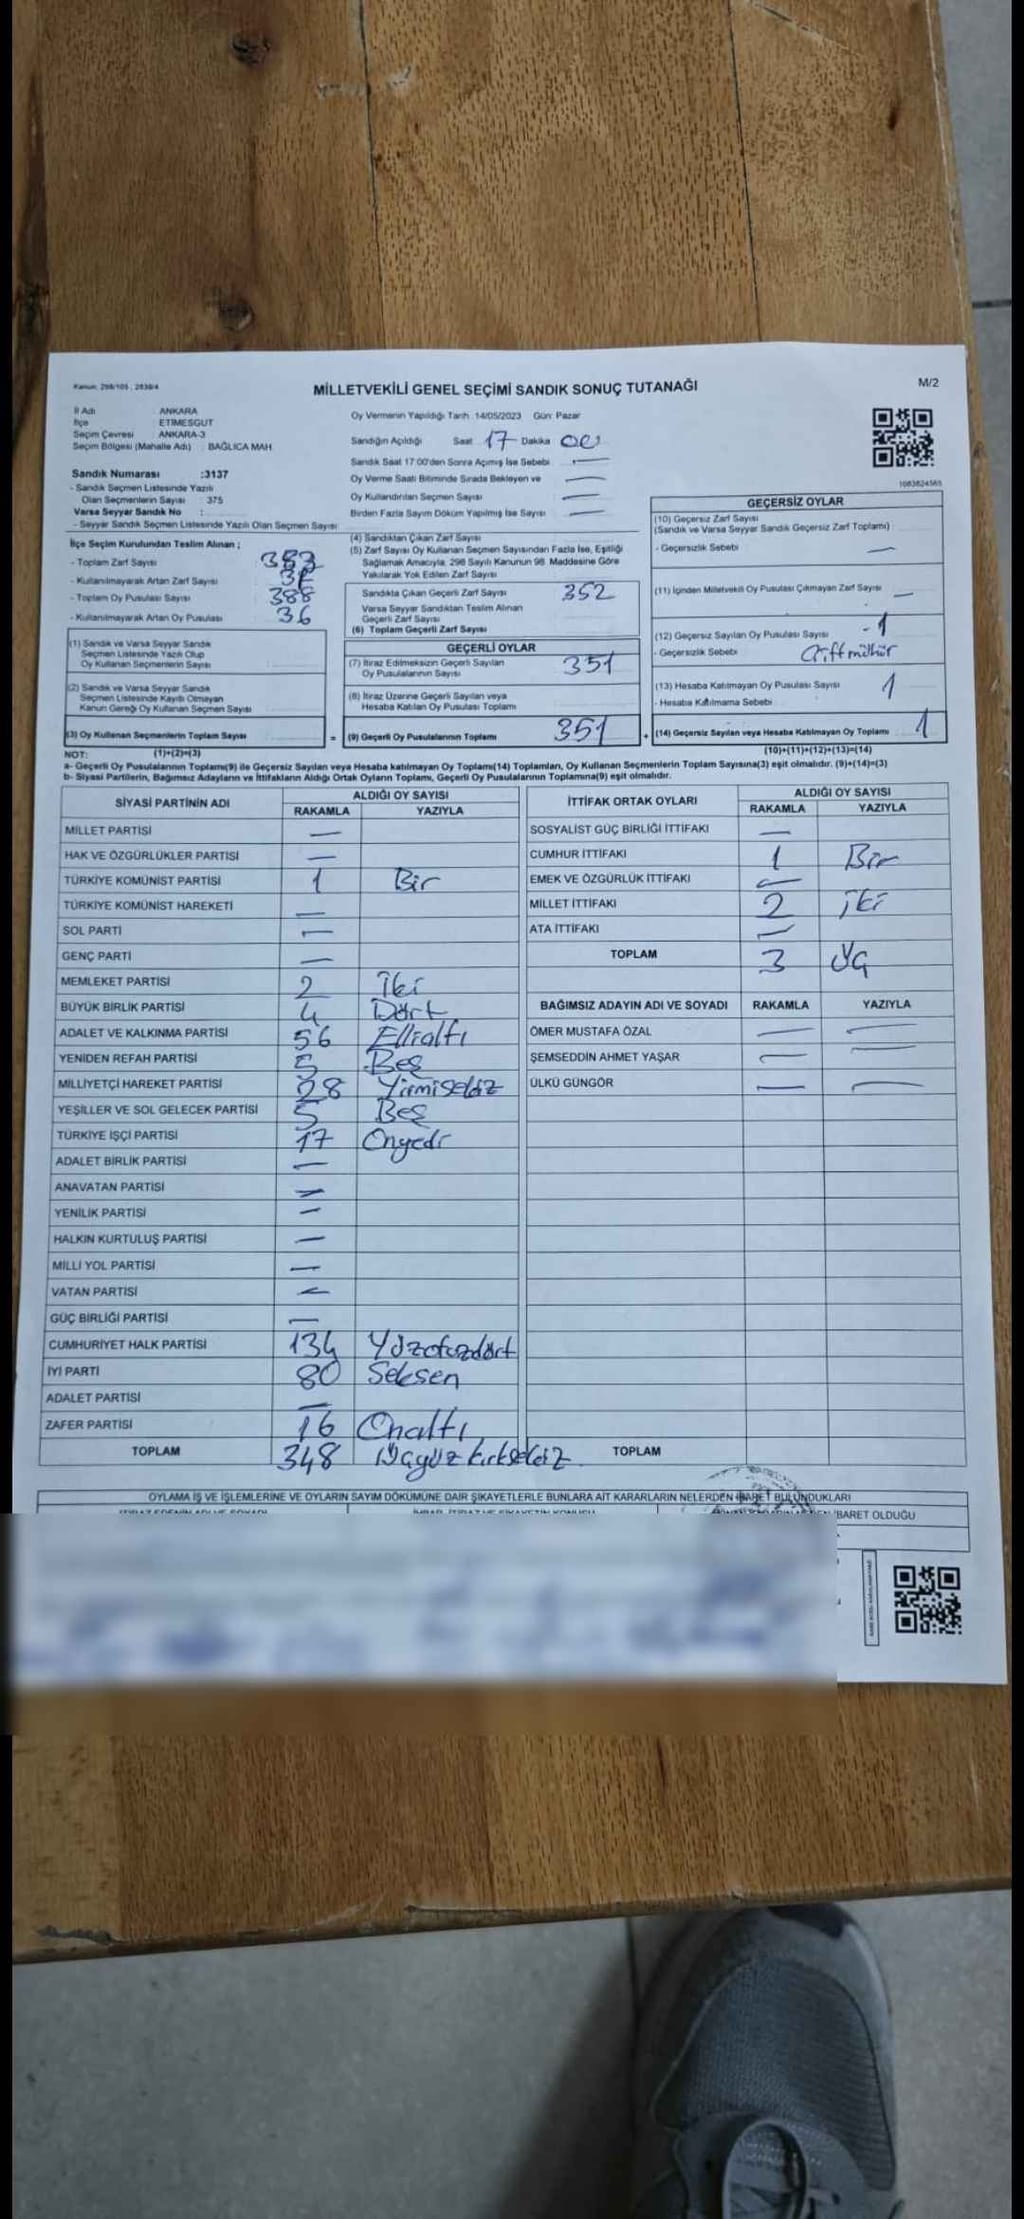 Kanun: 298/105, 2839/4
MİLLETVEKİLİ GENEL SEÇİMİ SANDIK SONUÇ TUTANAĞI
M/2
İl Adı : ANKARA
İlçe : ETİMESGUT
Seçim Çevresi : ANKARA-3
Seçim Bölgesi (Mahalle Adı) : BAĞLICA MAH
Sandık Numarası :3137
- Sandık Seçmen Listesinde Yazılı
Olan Seçmenlerin Sayısı : 375
Varsa Seyyar Sandık No :
- Seyyar Sandık Seçmen Listesinde Yazılı Olan Seçmen Sayısı
İlçe Seçim Kurulundan Teslim Alınan ;
- Toplam Zarf Sayısı
- Kullanılmayarak Artan Zarf Sayısı
- Toplam Oy Pusulası Sayısı 388
- Kullanılmayarak Artan Oy Pusulası 36
(1) Sandık ve Varsa Seyyar Sandık
Seçmen Listesinde Yazılı Olup
Oy Kullanan Seçmenlerin Sayısı
(2) Sandık ve Varsa Seyyar Sandık
Seçmen Listesinde Kayıtlı Olmayan
Kanun Gereği Oy Kullanan Seçmen Sayısı
(3) Oy Kullanan Seçmenlerin Toplam Sayısı =
Oy Vermenin Yapıldığı Tarih :14/05/2023 Gün: Pazar
Sandığın Açıldığı Saat 17 Dakika
Sandık Saat 17:00'den Sonra Açılmış İse Sebebi : —
Oy Verme Saati Bitiminde Sırada Bekleyen ve —
Oy Kullandırılan Seçmen Sayısı —
Birden Fazla Sayım Döküm Yapılmış İse Sayısı —
(4) Sandıktan Çıkan Zarf Sayısı
(5) Zarf Sayısı Oy Kullanan Seçmen Sayısından Fazla İse, Eşitliği
Sağlamak Amacıyla, 298 Sayılı Kanunun 98. Maddesine Göre
Yakılarak Yok Edilen Zarf Sayısı
Sandıkta Çıkan Geçerli Zarf Sayısı 352
Varsa Seyyar Sandıktan Teslim Alınan
Geçerli Zarf Sayısı
(6) Toplam Geçerli Zarf Sayısı
GEÇERLİ OYLAR
(7) İtiraz Edilmeksizin Geçerli Sayılan
Oy Pusulalarının Sayısı 351
(8) İtiraz Üzerine Geçerli Sayılan veya
Hesaba Katılan Oy Pusulası Toplamı
(9) Geçerli Oy Pusulalarının Toplamı 351 +
1083824565
GEÇERSİZ OYLAR
(10) Geçersiz Zarf Sayısı
(Sandık ve Varsa Seyyar Sandık Geçersiz Zarf Toplamı)
- Geçersizlik Sebebi —
(11) İçinden Milletvekili Oy Pusulası Çıkmayan Zarf Sayısı —
(12) Geçersiz Sayılan Oy Pusulası Sayısı - 1
- Geçersizlik Sebebi Çift mühür
(13) Hesaba Katılmayan Oy Pusulası Sayısı 1
- Hesaba Katılmama Sebebi
(14) Geçersiz Sayılan veya Hesaba Katılmayan Oy Toplamı 1
NOT: (1)+(2)=(3) (10)+(11)+(12)+(13)=(14)
a- Geçerli Oy Pusulalarının Toplamı(9) ile Geçersiz Sayılan veya Hesaba Katılmayan Oy Toplamı(14) Toplamları, Oy Kullanan Seçmenlerin Toplam Sayısına(3) eşit olmalıdır. (9)+(14)=(3)
b- Siyasi Partilerin, Bağımsız Adayların ve İttifakların Aldığı Ortak Oyların Toplamı, Geçerli Oy Pusulalarının Toplamına(9) eşit olmalıdır.
SİYASİ PARTİNİN ADI ALDIĞI OY SAYISI
RAKAMLA YAZIYLA
MİLLET PARTİSİ —
HAK VE ÖZGÜRLÜKLER PARTİSİ —
TÜRKİYE KOMÜNİST PARTİSİ 1 Bir
TÜRKİYE KOMÜNİST HAREKETİ —
SOL PARTİ —
GENÇ PARTİ —
MEMLEKET PARTİSİ 2 İki
BÜYÜK BİRLİK PARTİSİ 4 Dört
ADALET VE KALKINMA PARTİSİ 56 Ellialtı
YENİDEN REFAH PARTİSİ 5 Beş
MİLLİYETÇİ HAREKET PARTİSİ 28 Yirmisekiz
YEŞİLLER VE SOL GELECEK PARTİSİ 5 Beş
TÜRKİYE İŞÇİ PARTİSİ 17 Onyedi
ADALET BİRLİK PARTİSİ —
ANAVATAN PARTİSİ —
YENİLİK PARTİSİ —
HALKIN KURTULUŞ PARTİSİ —
MİLLİ YOL PARTİSİ —
VATAN PARTİSİ —
GÜÇ BİRLİĞİ PARTİSİ —
CUMHURİYET HALK PARTİSİ 134 Yüzotuzdört
İYİ PARTİ 80 Seksen
ADALET PARTİSİ —
ZAFER PARTİSİ 16 Onaltı
TOPLAM 348 Üçyüz kırksekiz
İTTİFAK ORTAK OYLARI ALDIĞI OY SAYISI
RAKAMLA YAZIYLA
SOSYALİST GÜÇ BİRLİĞİ İTTİFAKI —
CUMHUR İTTİFAKI 1 Bir
EMEK VE ÖZGÜRLÜK İTTİFAKI —
MİLLET İTTİFAKI 2 iki
ATA İTTİFAKI —
TOPLAM 3 Üç
BAĞIMSIZ ADAYIN ADI VE SOYADI RAKAMLA YAZIYLA
ÖMER MUSTAFA ÖZAL — —
ŞEMSEDDİN AHMET YAŞAR — —
ÜLKÜ GÜNGÖR — —
TOPLAM
OYLAMA İŞ VE İŞLEMLERİNE VE OYLARIN SAYIM DÖKÜMÜNE DAİR ŞİKAYETLERLE BUNLARA AİT KARARLARIN NELERDEN İBARET BULUNDUKLARI
İBARET OLDUĞU